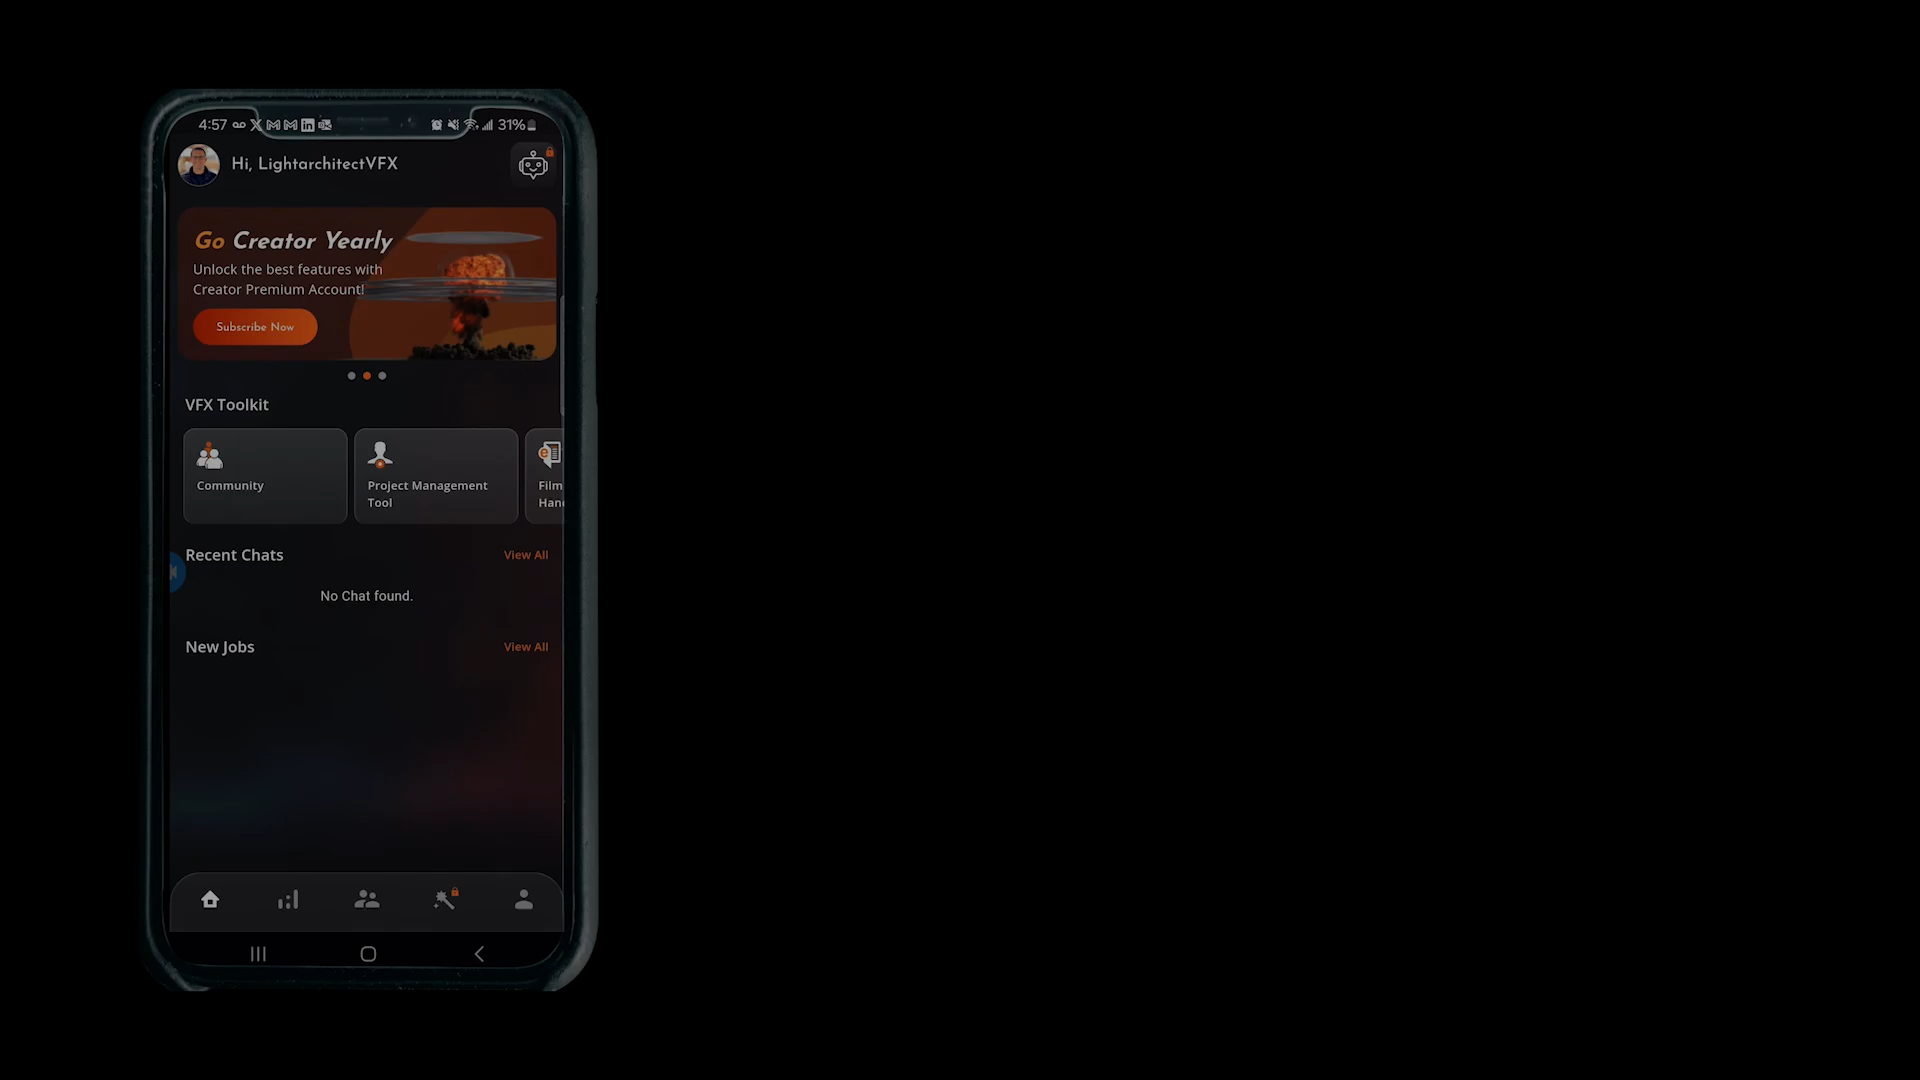 4:57
31%
Hi, LightarchitectVFX
Go Creator Yearly
Unlock the best features with
Creator Premium Account!
Subscribe Now
VFX Toolkit
Community
Project Management
Tool
Film
Han
Recent Chats
View All
No Chat found.
New Jobs
View All